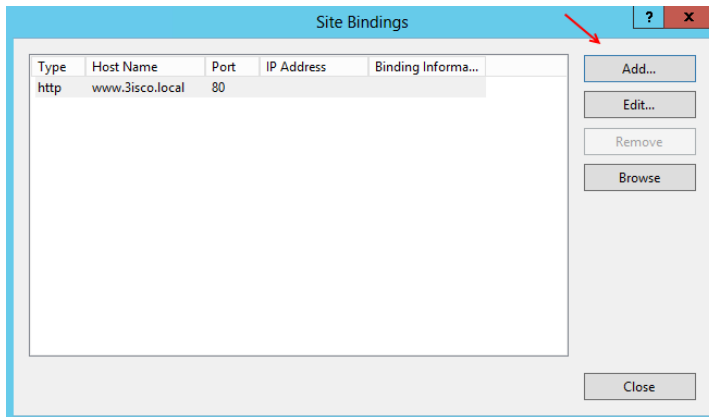 Site Bindings
? x
Type Host Name Port IP Address Binding Informa...
http www.3isco.local 80
Add...
Edit...
Remove
Browse
Close